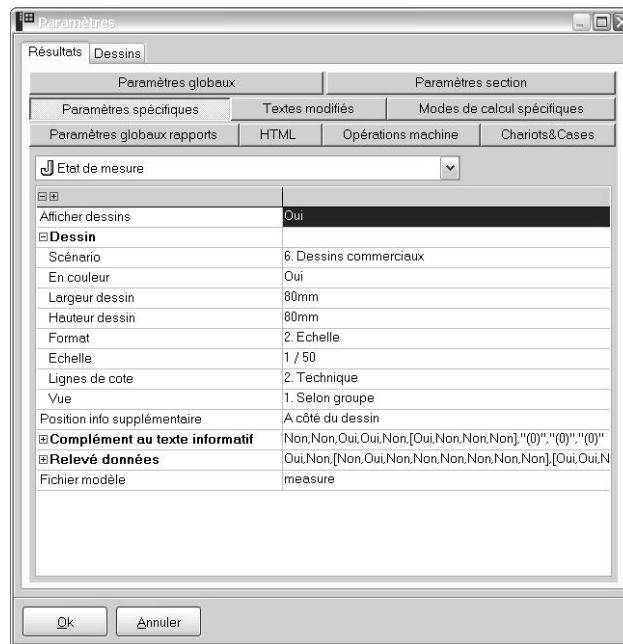 Paramètres
Résultats Dessins
Paramètres globaux Paramètres section
Paramètres spécifiques Textes modifiés Modes de calcul spécifiques
Paramètres globaux rapports HTML Opérations machine Chariots&Cases
Etat de mesure
Afficher dessins Oui
Dessin
Scénario 6. Dessins commerciaux
En couleur Oui
Largeur dessin 80mm
Hauteur dessin 80mm
Format 2. Echelle
Echelle 1 / 50
Lignes de cote 2. Technique
Vue 1. Selon groupe
Position info supplémentaire A côté du dessin
Complément au texte informatif Non,Non,Oui,Oui,Non,[Oui,Non,Non,Non],"(0)","(0)","(0)"
Relevé données Oui,Non,[Non,Oui,Non,Non,Non,Non,Non,Non],[Oui,Oui,N
Fichier modèle measure
Ok Annuler